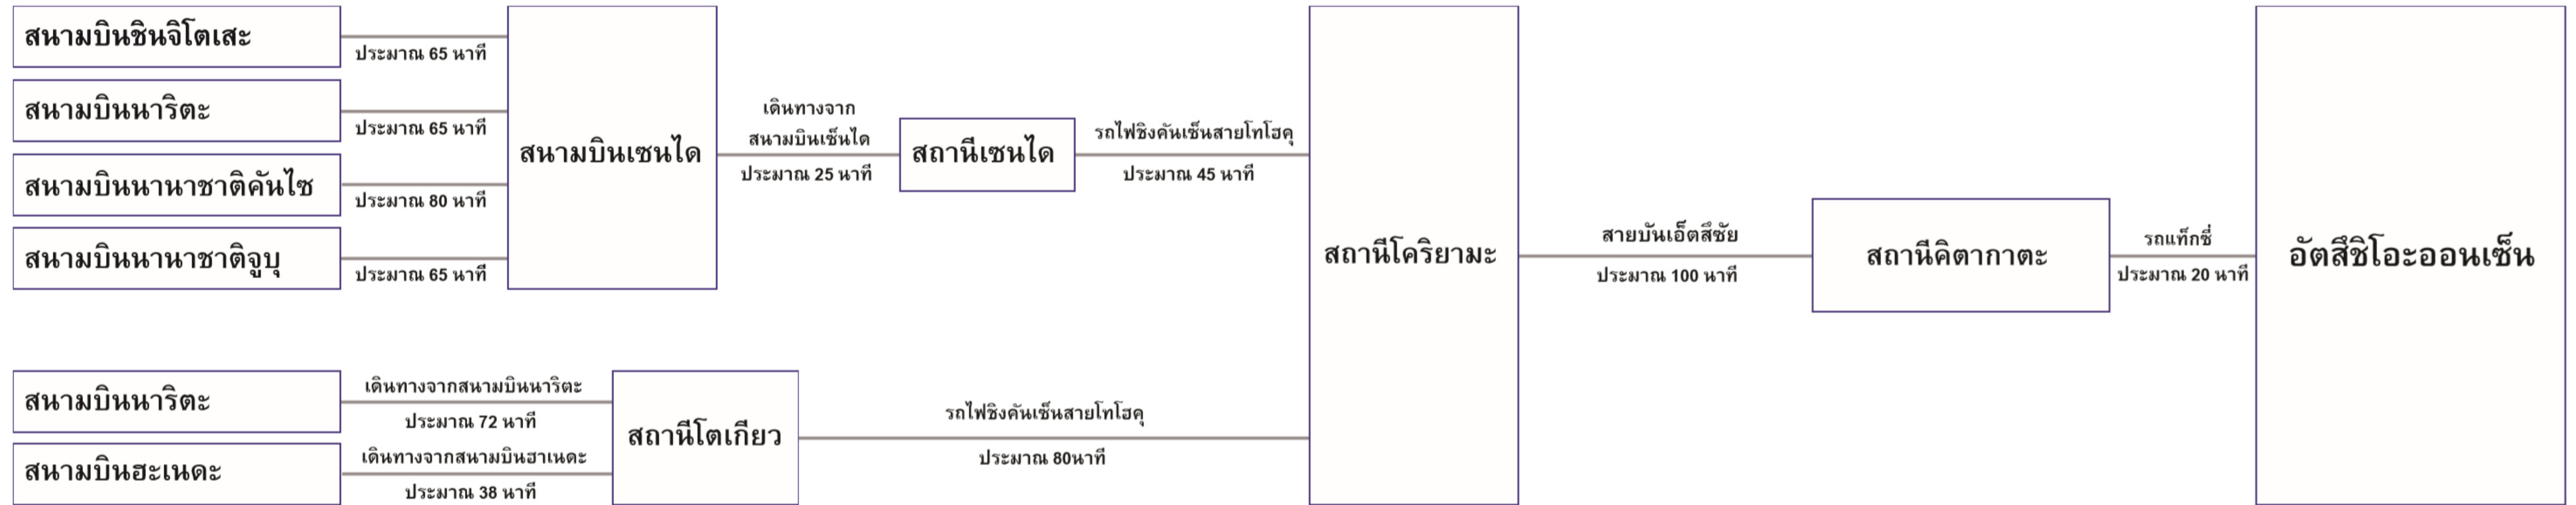 สนามบินชินจิโตเสะ
ประมาณ 65 นาที
สนามบินนาริตะ
ประมาณ 65 นาที
สนามบินนานาชาติคันไซ
ประมาณ 80 นาที
สนามบินนานาชาติจูบุ
ประมาณ 65 นาที
สนามบินเซนได
เดินทางจาก
สนามบินเซ็นได
ประมาณ 25 นาที
สถานีเซนได
รถไฟชิงคันเซ็นสายโทโฮคุ
ประมาณ 45 นาที
สนามบินนาริตะ
เดินทางจากสนามบินนาริตะ
ประมาณ 72 นาที
สนามบินฮะเนดะ
เดินทางจากสนามบินฮาเนดะ
ประมาณ 38 นาที
สถานีโตเกียว
รถไฟชิงคันเซ็นสายโทโฮคุ
ประมาณ 80นาที
สถานีโคริยามะ
สายบันเอ็ตสึซัย
ประมาณ 100 นาที
สถานีคิตากาตะ
รถแท็กชี่
ประมาณ 20 นาที
อัตสึชิโอะออนเซ็น